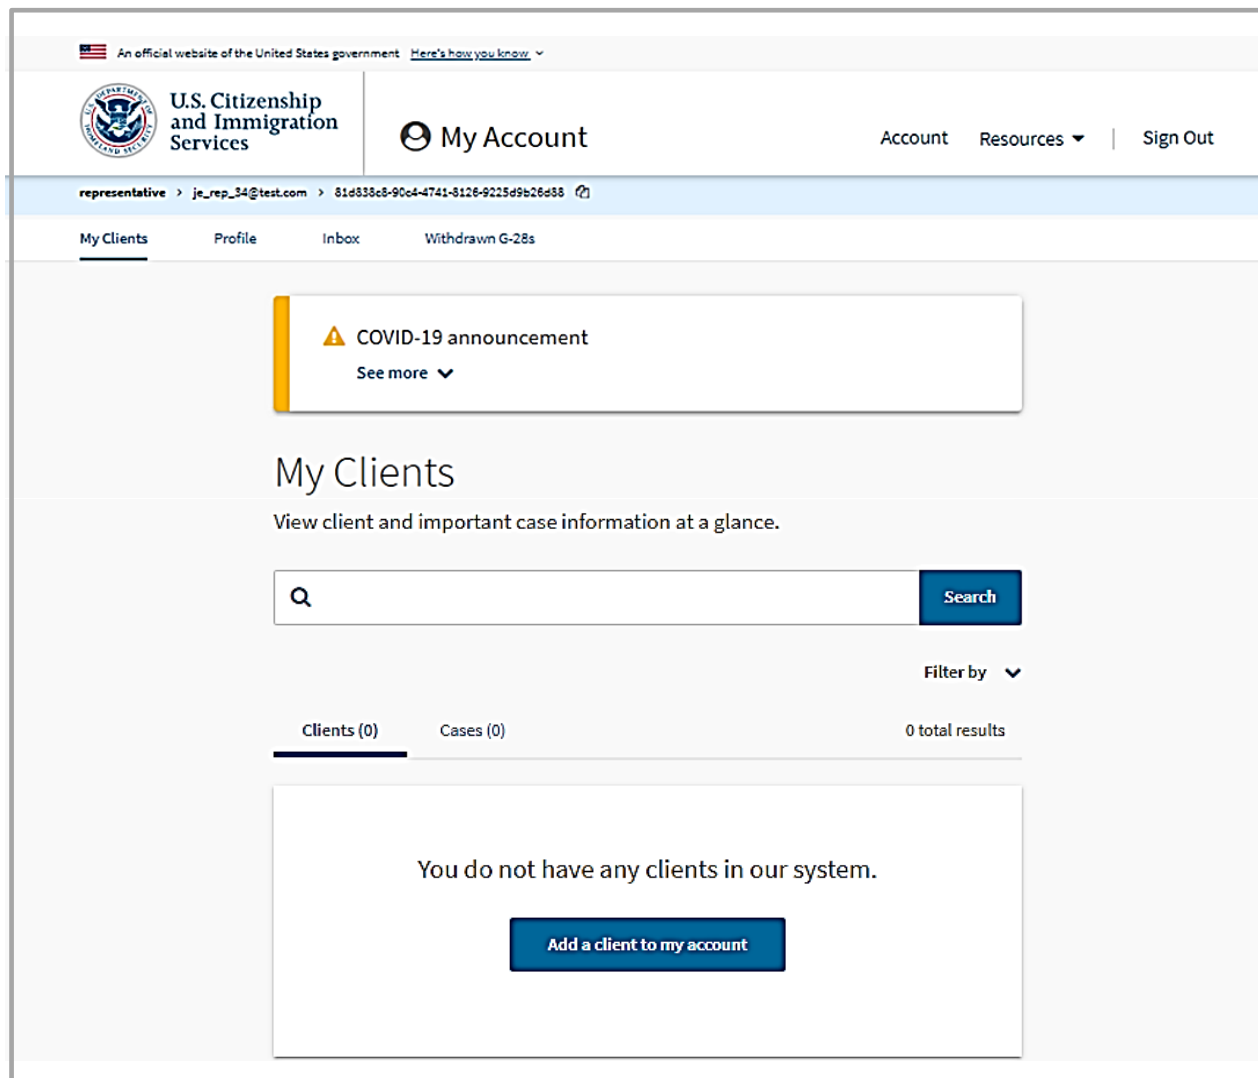 An official website of the United States government Here's how you know
U.S. Citizenship
and Immigration
Services
My Account
Account Resources Sign Out
representative > je_rep_34@test.com > 81d838c8-90c4-4741-8126-9225d9b26d88
My Clients Profile Inbox Withdrawn G-28s
COVID-19 announcement
See more
My Clients
View client and important case information at a glance.
Search
Filter by
Clients (0) Cases (0) 0 total results
You do not have any clients in our system.
Add a client to my account